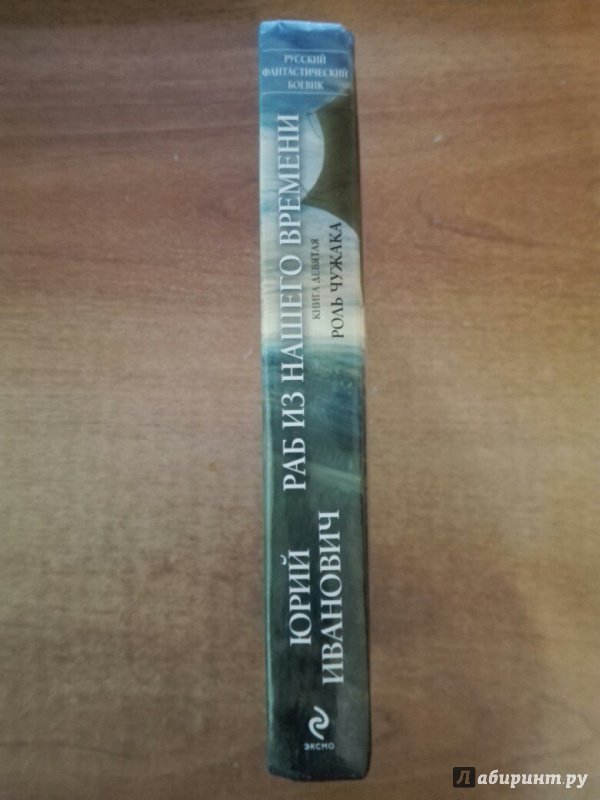 РУССКИЙ
ФАНТАСТИЧЕСКИЙ
БОЕВИК
ЮРИЙ
ИВАНОВИЧ
РАБ ИЗ НАШЕГО ВРЕМЕНИ
КНИГА ДЕВЯТАЯ
РОЛЬ ЧУЖАКА
ЭКСМО
Лабиринт.ру